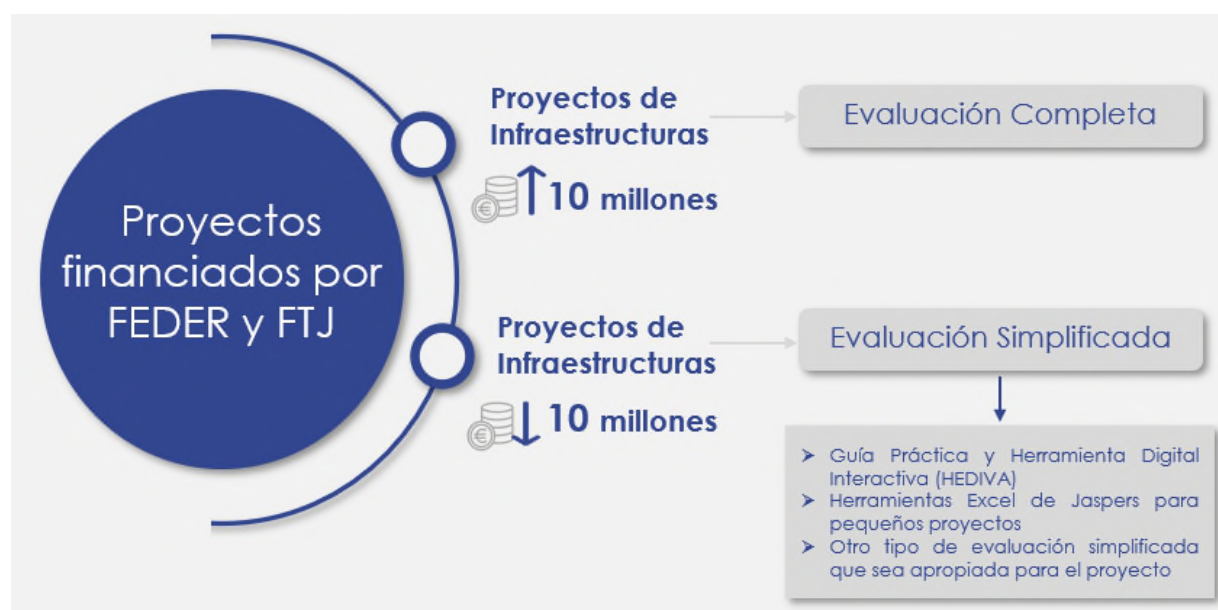 Proyectos
financiados por
FEDER y FTJ
Proyectos de
Infraestructuras
€ 10 millones
Evaluación Completa
Proyectos de
Infraestructuras
€ 10 millones
Evaluación Simplificada
➤ Guía Práctica y Herramienta Digital
Interactiva (HEDIVA)
➤ Herramientas Excel de Jaspers para
pequeños proyectos
➤ Otro tipo de evaluación simplificada
que sea apropiada para el proyecto